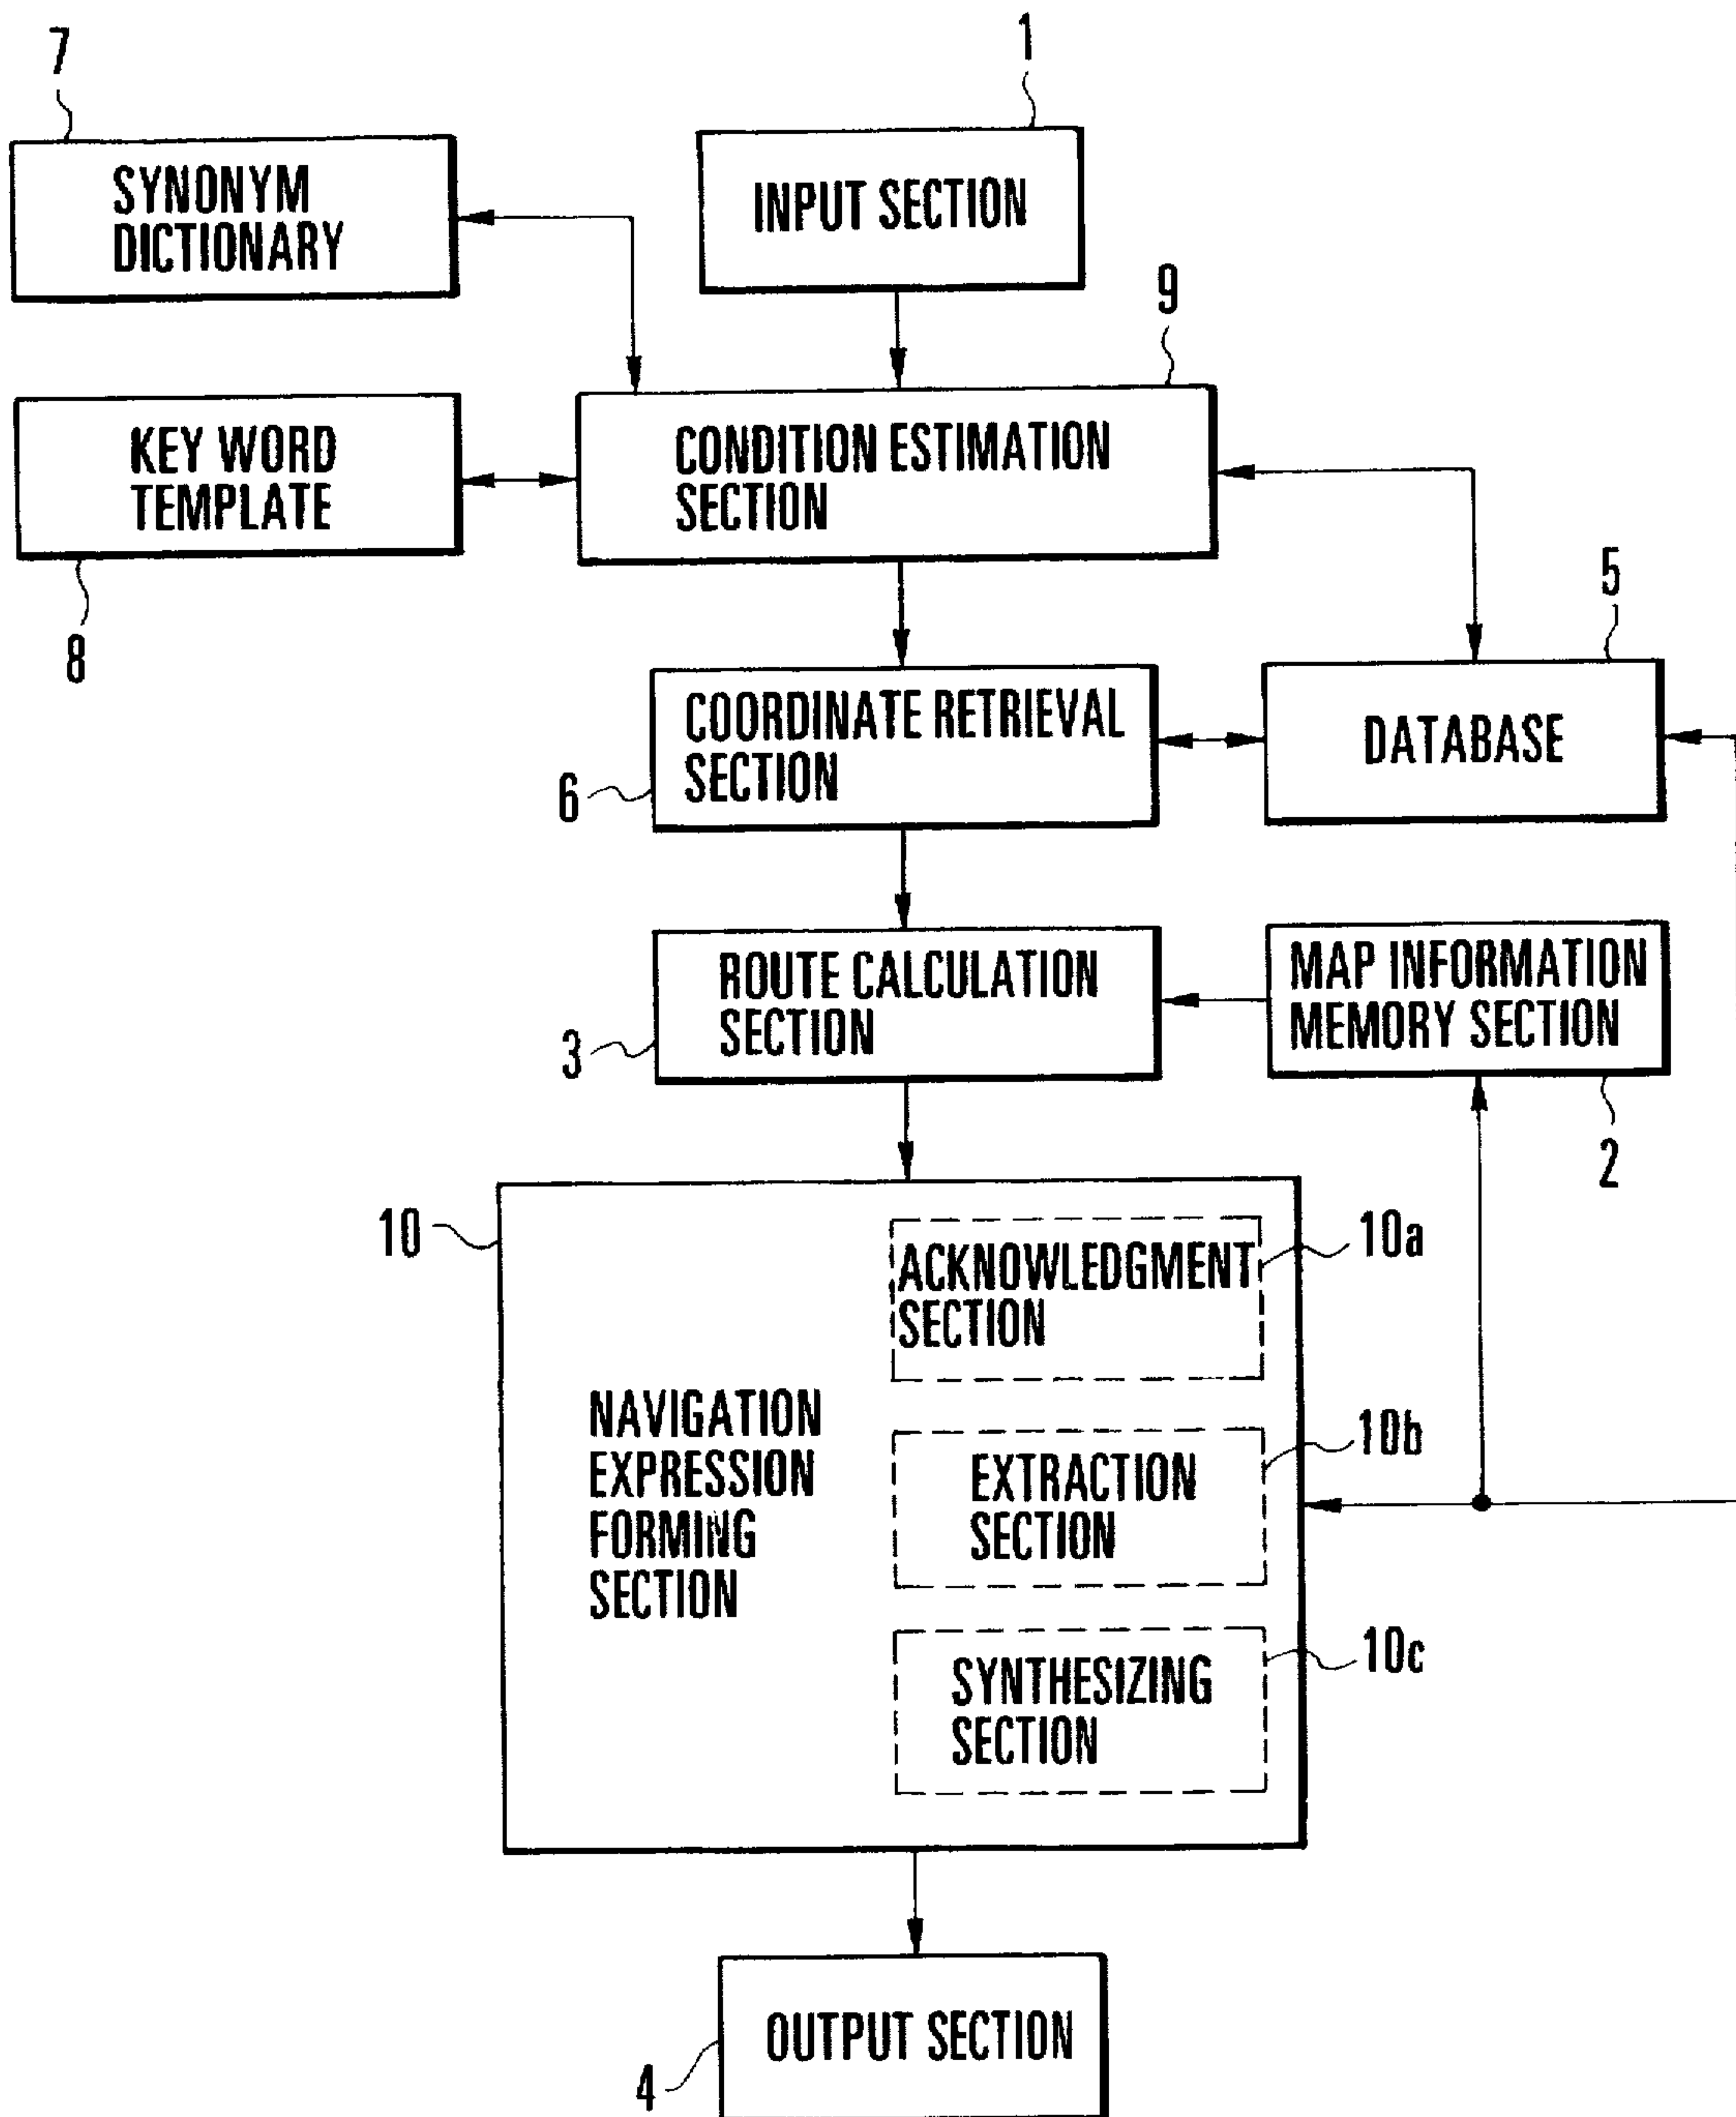 7
1
SYNONYM
DICTIONARY
INPUT SECTION
9
KEY WORD
TEMPLATE
CONDITION ESTIMATION
SECTION
8
5
COORDINATE RETRIEVAL
SECTION
DATABASE
6
ROUTE CALCULATION
SECTION
MAP INFORMATION
MEMORY SECTION
3
2
10
ACKNOWLEDGMENT
SECTION
10a
NAVIGATION
EXPRESSION
FORMING
SECTION
EXTRACTION
SECTION
10b
SYNTHESIZING
SECTION
10c
OUTPUT SECTION
4